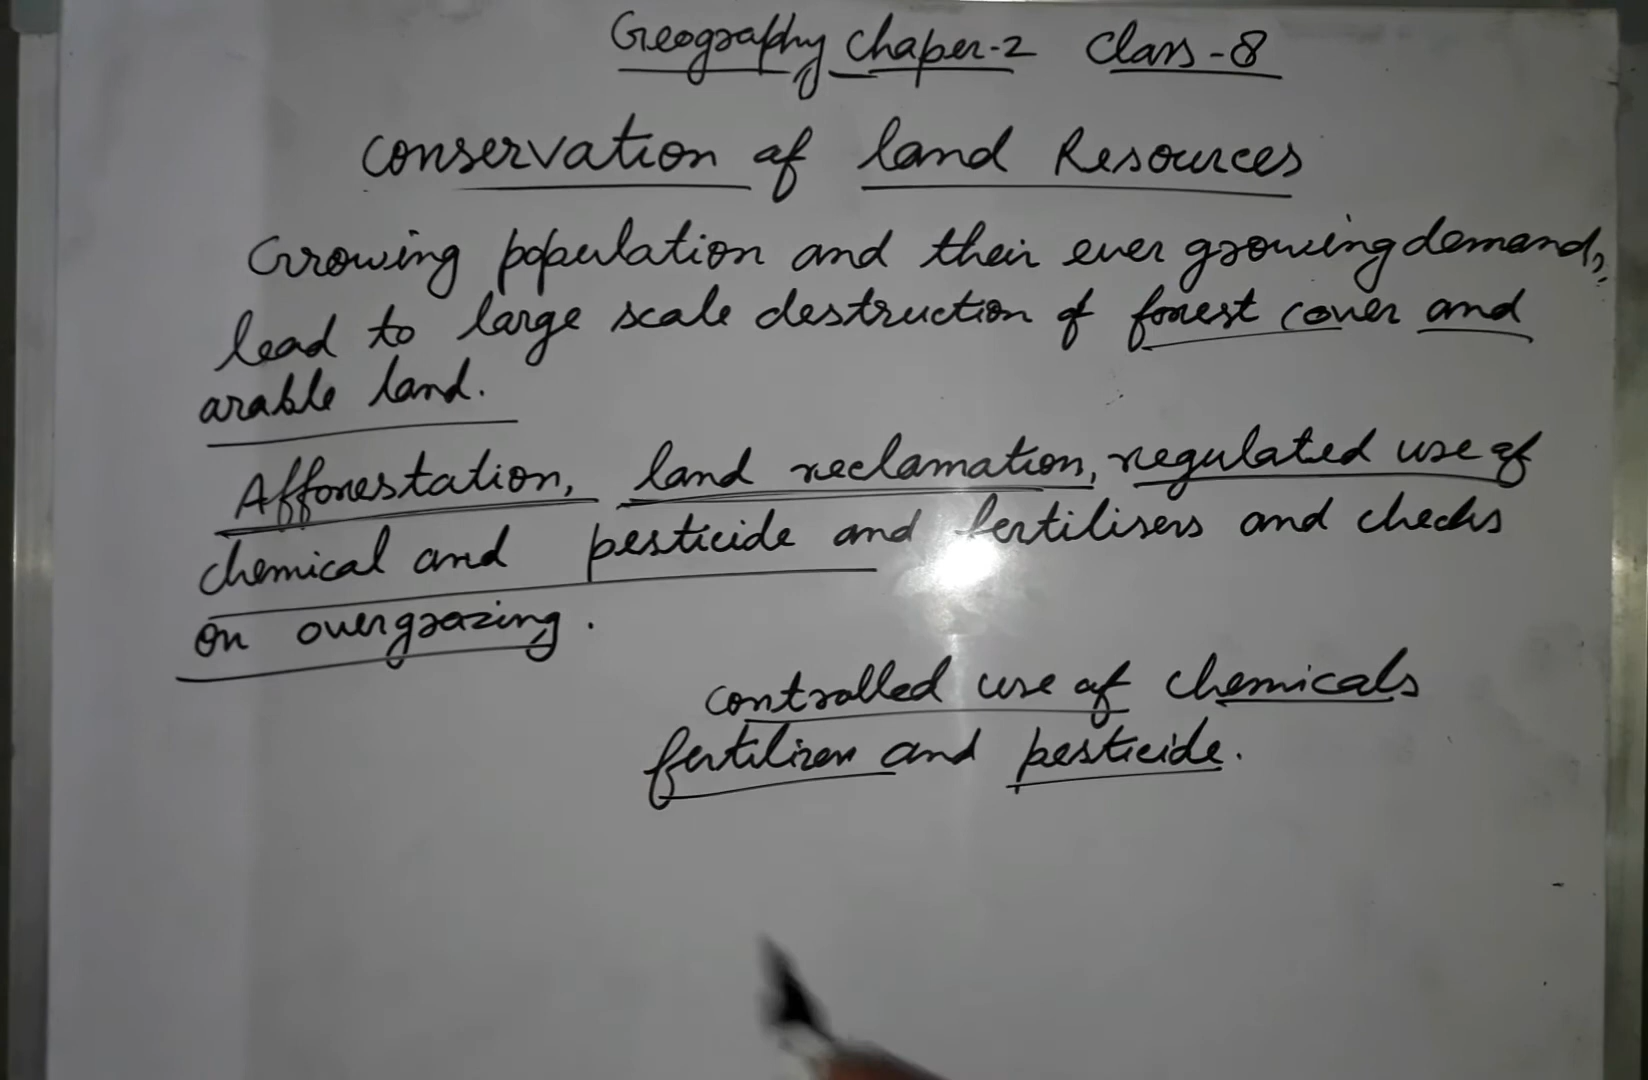 Geography Chaper-2 Class-8
Conservation of land Resources
Growing population and their ever growing demand,
lead to large scale destruction of forest cover and
arable land.
Afforestation, land reclamation, regulated use of
chemical and pesticide and fertilisers and checks
on overgrazing.
controlled use of chemicals
fertilizer and pesticide.